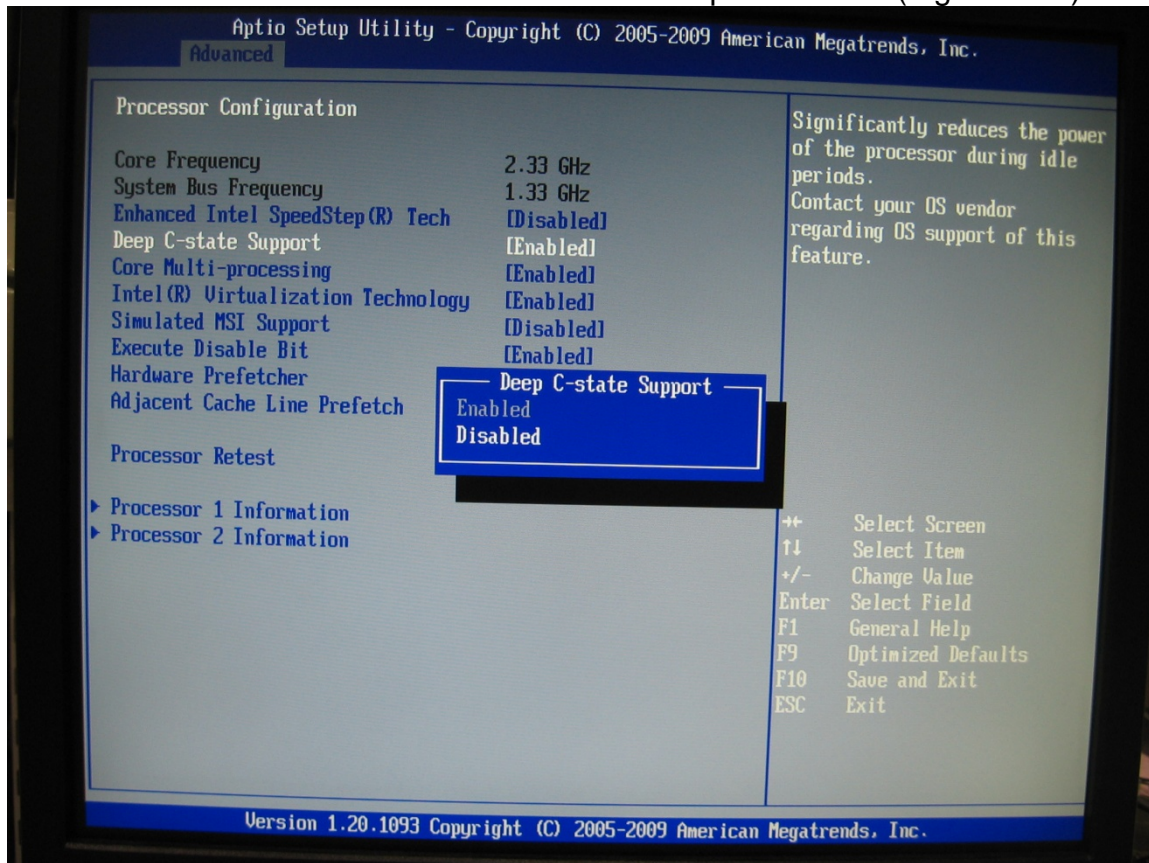 Aptio Setup Utility - Copyright (C) 2005-2009 American Megatrends, Inc.
Advanced
Processor Configuration
Core Frequency 2.33 GHz
System Bus Frequency 1.33 GHz
Enhanced Intel SpeedStep(R) Tech [Disabled]
Deep C-state Support [Enabled]
Core Multi-processing [Enabled]
Intel(R) Virtualization Technology [Enabled]
Simulated MSI Support [Disabled]
Execute Disable Bit [Enabled]
Hardware Prefetcher
Adjacent Cache Line Prefetch
Processor Retest
Processor 1 Information
Processor 2 Information
Deep C-state Support
Enabled
Disabled
Significantly reduces the power
of the processor during idle
periods.
Contact your OS vendor
regarding OS support of this
feature.
→← Select Screen
↑↓ Select Item
+/- Change Value
Enter Select Field
F1 General Help
F9 Optimized Defaults
F10 Save and Exit
ESC Exit
Version 1.20.1093 Copyright (C) 2005-2009 American Megatrends, Inc.